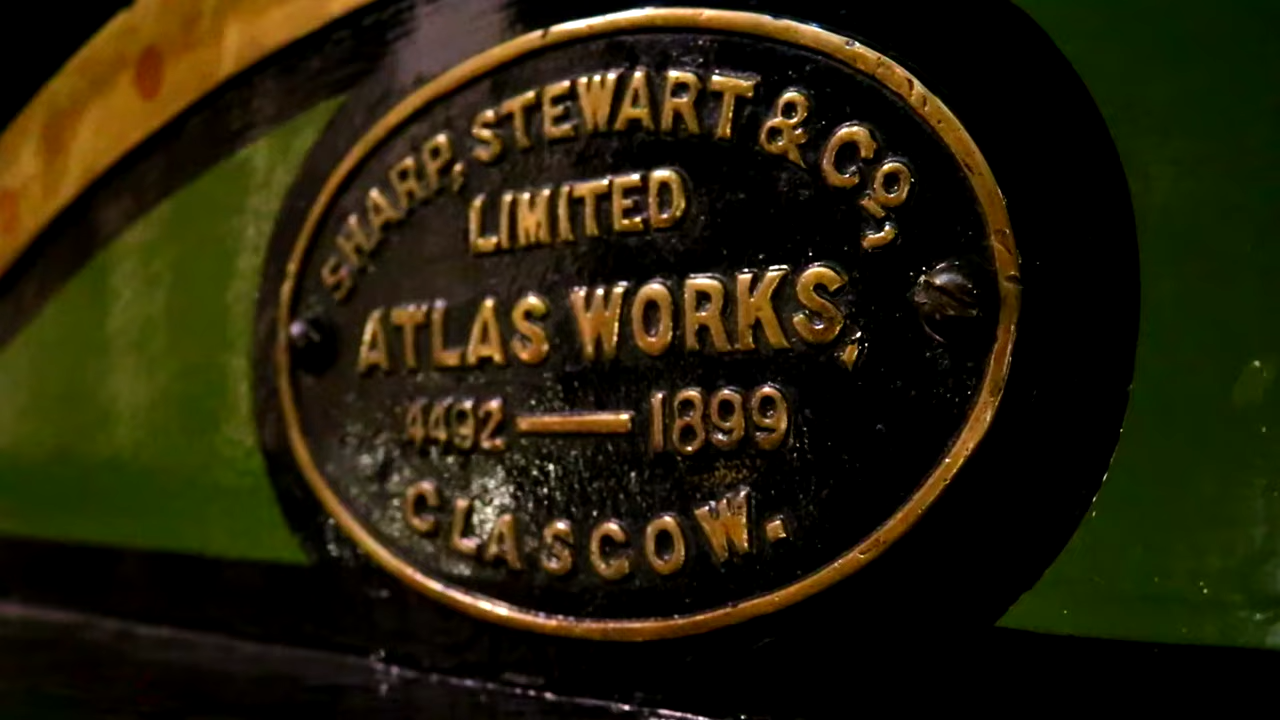 SHARP, STEWART & Co,
LIMITED
ATLAS WORKS,
4492 — 1899
GLASGOW.